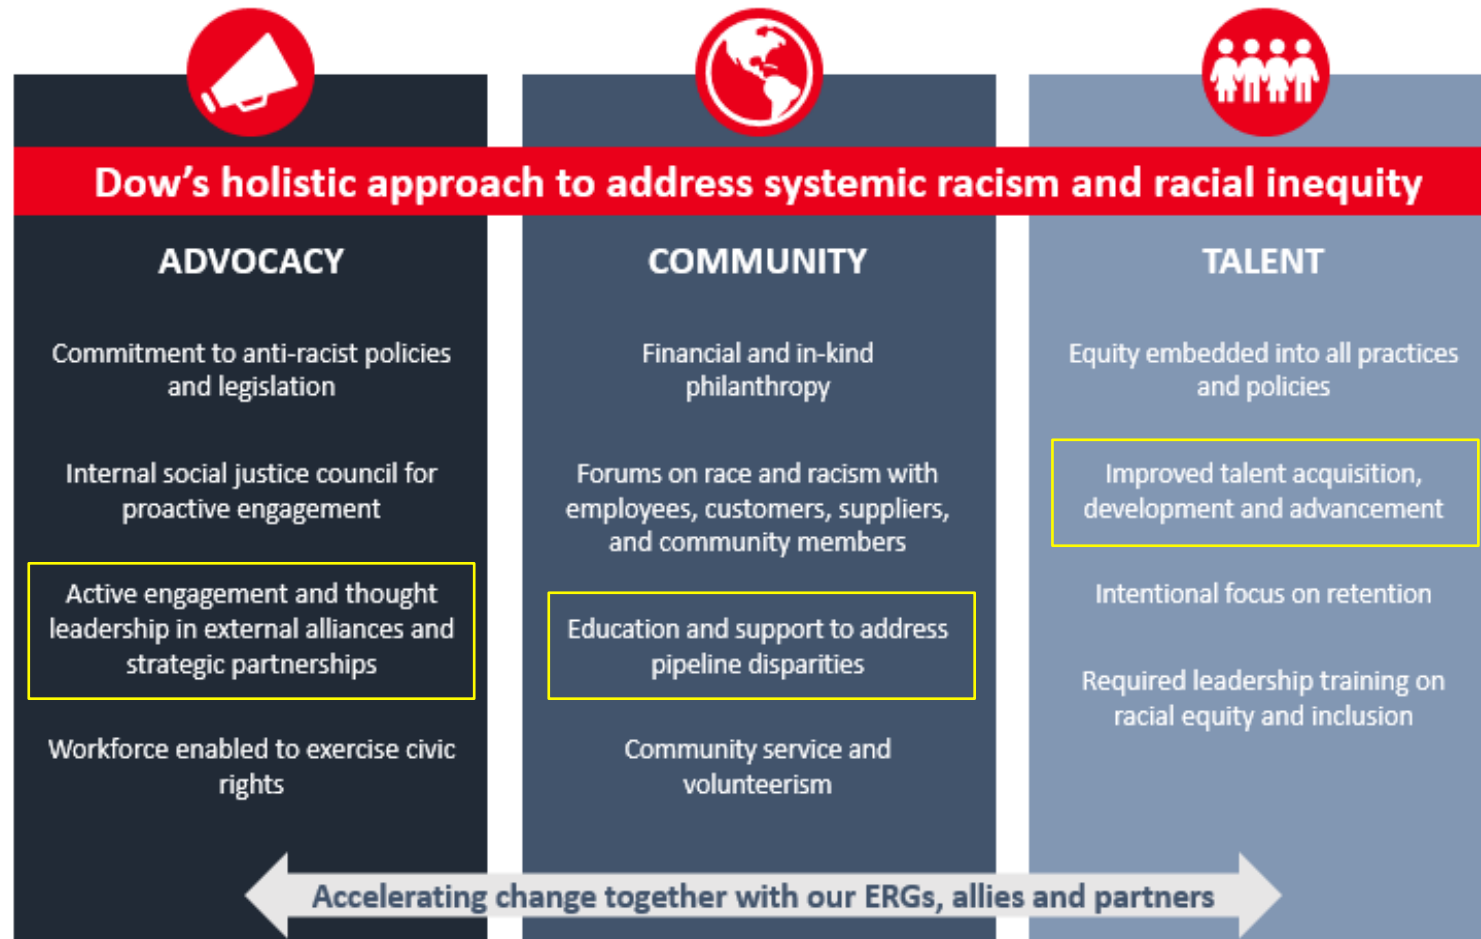 Dow's holistic approach to address systemic racism and racial inequity
ADVOCACY
Commitment to anti-racist policies
and legislation
Internal social justice council for
proactive engagement
Active engagement and thought
leadership in external alliances and
strategic partnerships
Workforce enabled to exercise civic
rights
COMMUNITY
Financial and in-kind
philanthropy
Forums on race and racism with
employees, customers, suppliers,
and community members
Education and support to address
pipeline disparities
Community service and
volunteerism
TALENT
Equity embedded into all practices
and policies
Improved talent acquisition,
development and advancement
Intentional focus on retention
Required leadership training on
racial equity and inclusion
Accelerating change together with our ERGs, allies and partners